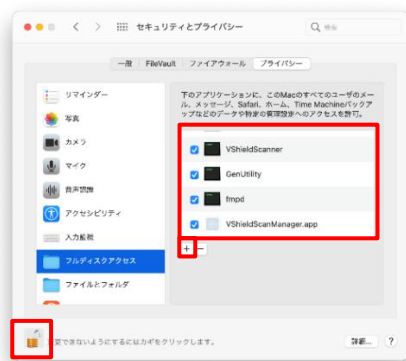 セキュリティとプライバシー
検索
一般
FileVault
ファイアウォール
プライバシー
リマインダー
写真
カメラ
マイク
音声認識
アクセシビリティ
入力監視
フルディスクアクセス
ファイルとフォルダ
下のアプリケーションに、このMacのすべてのユーザのメー
ル、メッセージ、Safari、ホーム、Time Machineバックア
ップなどのデータや特定の管理設定へのアクセスを許可。
VShieldScanner
GenUtility
fmpd
VShieldScanManager.app
+
−
変更できないようにするにはカギをクリックします。
詳細...
?